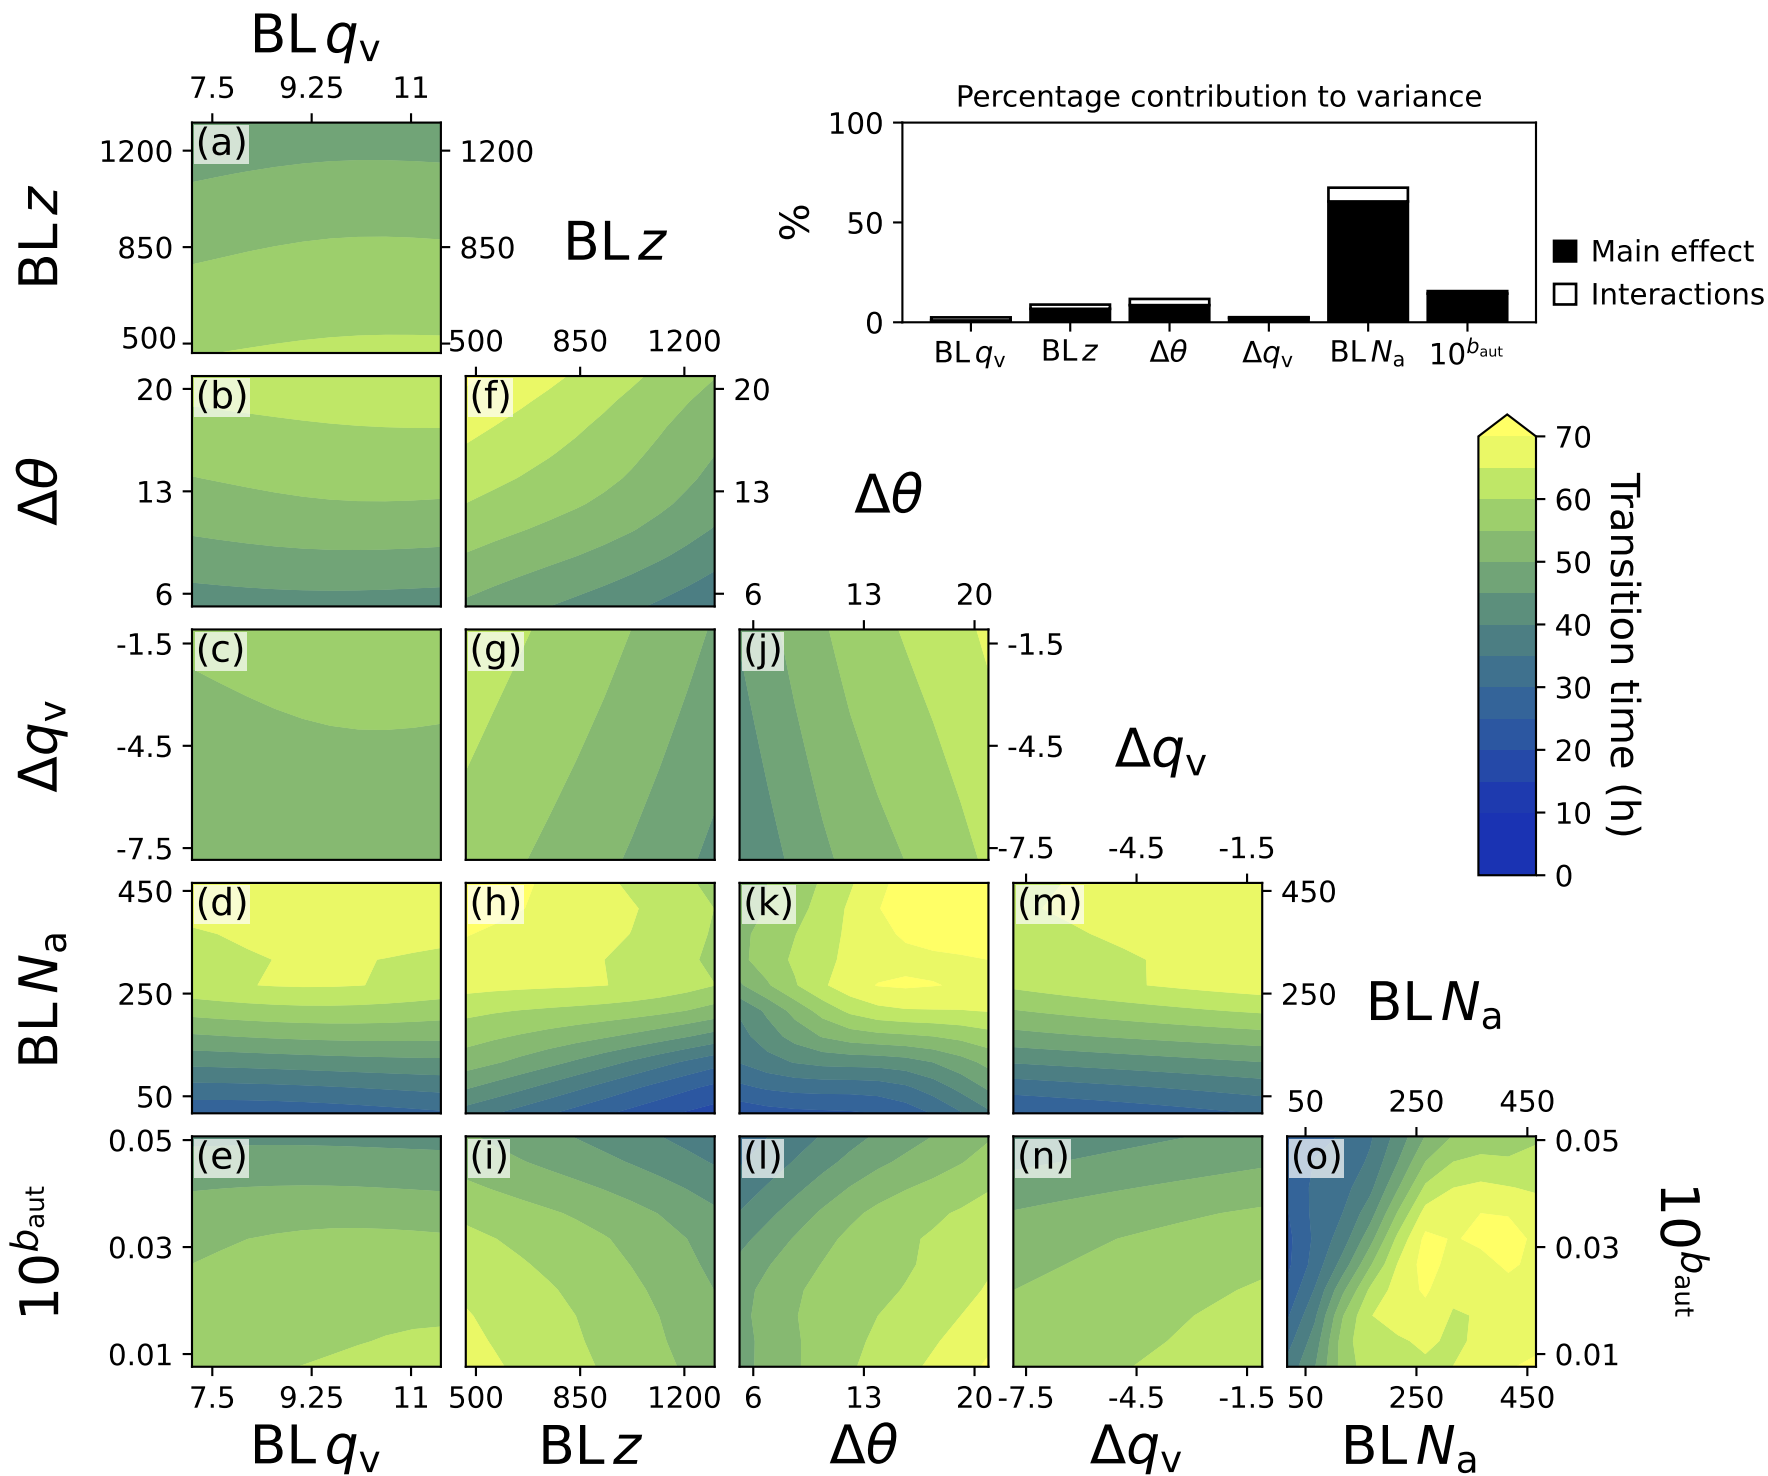 BL qv
7.5 9.25 11
Percentage contribution to variance
100
50
0
%
BL qv BL z Δθ Δqv BL Na 10^baut
Main effect
Interactions
(a)
BL z
1200
850
500
1200
850
500 850 1200
BL z
(b)
Δθ
20
13
6
(f)
20
13
6 6 13 20
Δθ
70
60
50
40
30
20
10
0
Transition time (h)
(c)
Δqv
-1.5
-4.5
-7.5
(g)
(j)
-1.5
-4.5
-7.5 -4.5 -1.5
Δqv
(d)
BL Na
450
250
50
(h)
(k)
(m)
450
250
50 250 450
BL Na
(e)
10^baut
0.05
0.03
0.01
(i)
(l)
(n)
(o)
0.05
0.03
0.01
10^baut
7.5 9.25 11 500 850 1200 6 13 20 -7.5 -4.5 -1.5 50 250 450
BL qv BL z Δθ Δqv BL Na